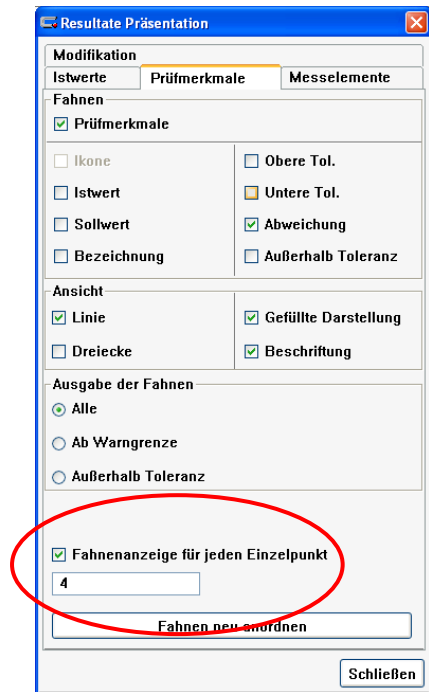 Resultate Präsentation
Modifikation
Istwerte Prüfmerkmale Messelemente
Fahnen
Prüfmerkmale
Ikone Obere Tol.
Istwert Untere Tol.
Sollwert Abweichung
Bezeichnung Außerhalb Toleranz
Ansicht
Linie Gefüllte Darstellung
Dreiecke Beschriftung
Ausgabe der Fahnen
Alle
Ab Warngrenze
Außerhalb Toleranz
Fahnenanzeige für jeden Einzelpunkt
4
Fahnen neu anordnen
Schließen